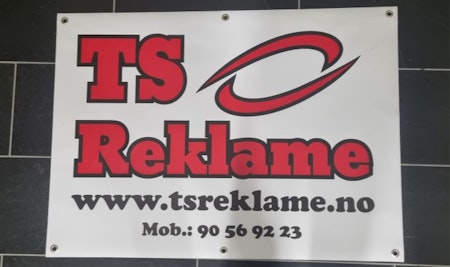 TS
Reklame
www.tsreklame.no
Mob.: 90 56 92 23